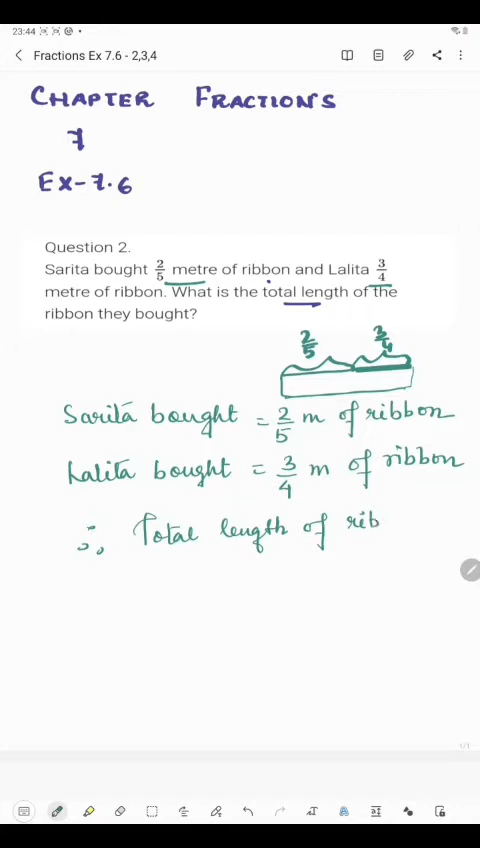 23:44
Fractions Ex 7.6 - 2,3,4
CHAPTER FRACTIONS
7
EX-7.6
Question 2.
Sarita bought 2/5 metre of ribbon and Lalita 3/4
metre of ribbon. What is the total length of the
ribbon they bought?
2/5 3/4
Sarita bought = 2/5 m of ribbon
Lalita bought = 3/4 m of ribbon
∴ Total length of rib
1/1